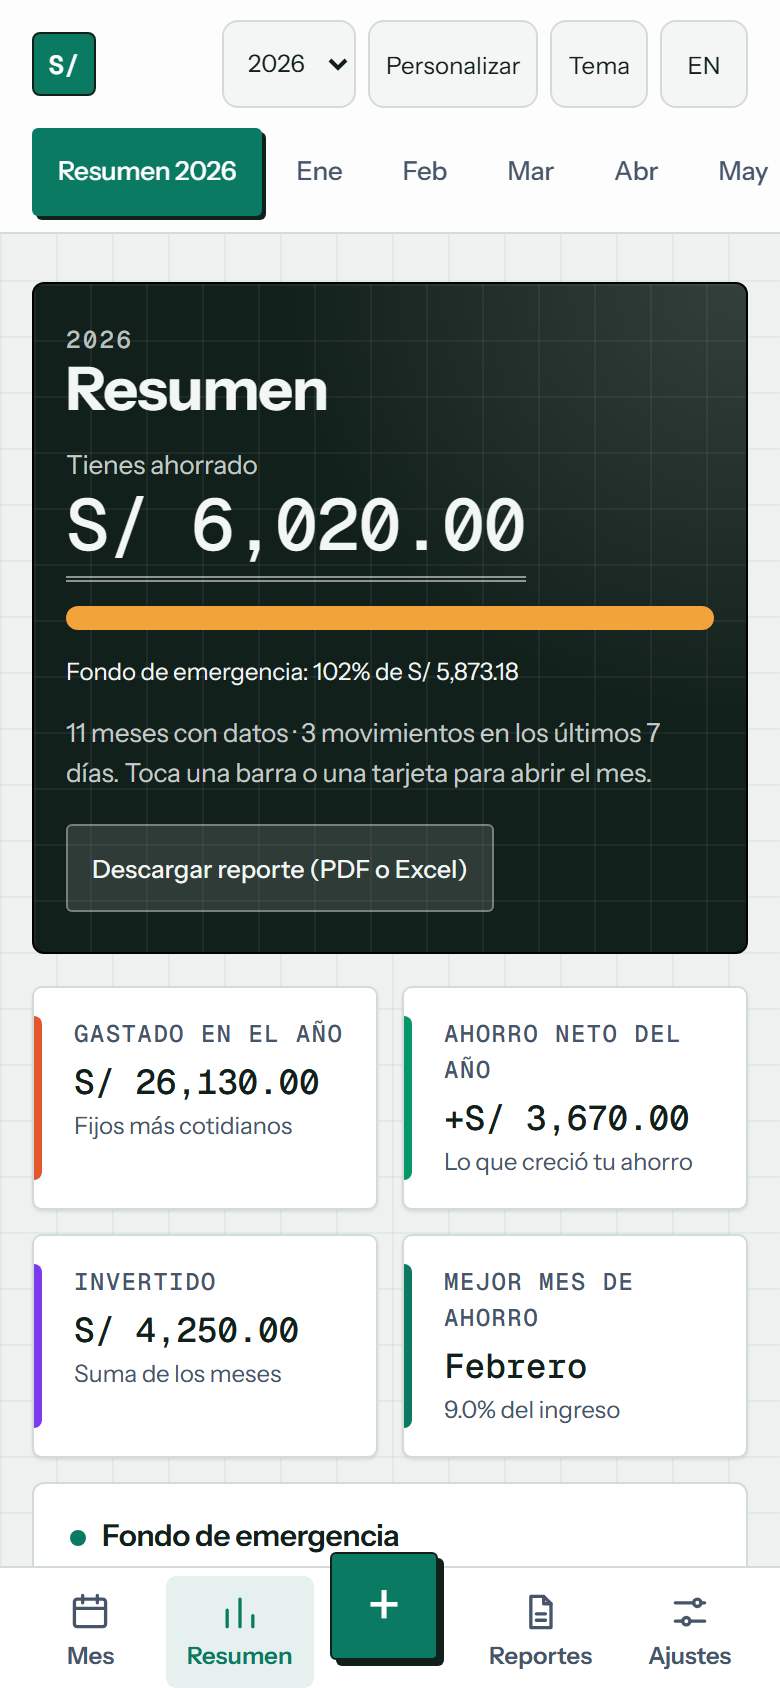 S/
2026
Personalizar
Tema
EN
Resumen 2026
Ene
Feb
Mar
Abr
May
2026
Resumen
Tienes ahorrado
S/ 6,020.00
Fondo de emergencia: 102% de S/ 5,873.18
11 meses con datos · 3 movimientos en los últimos 7
días. Toca una barra o una tarjeta para abrir el mes.
Descargar reporte (PDF o Excel)
GASTADO EN EL AÑO
S/ 26,130.00
Fijos más cotidianos
AHORRO NETO DEL
AÑO
+S/ 3,670.00
Lo que creció tu ahorro
INVERTIDO
S/ 4,250.00
Suma de los meses
MEJOR MES DE
AHORRO
Febrero
9.0% del ingreso
Fondo de emergencia
+
Mes
Resumen
Reportes
Ajustes